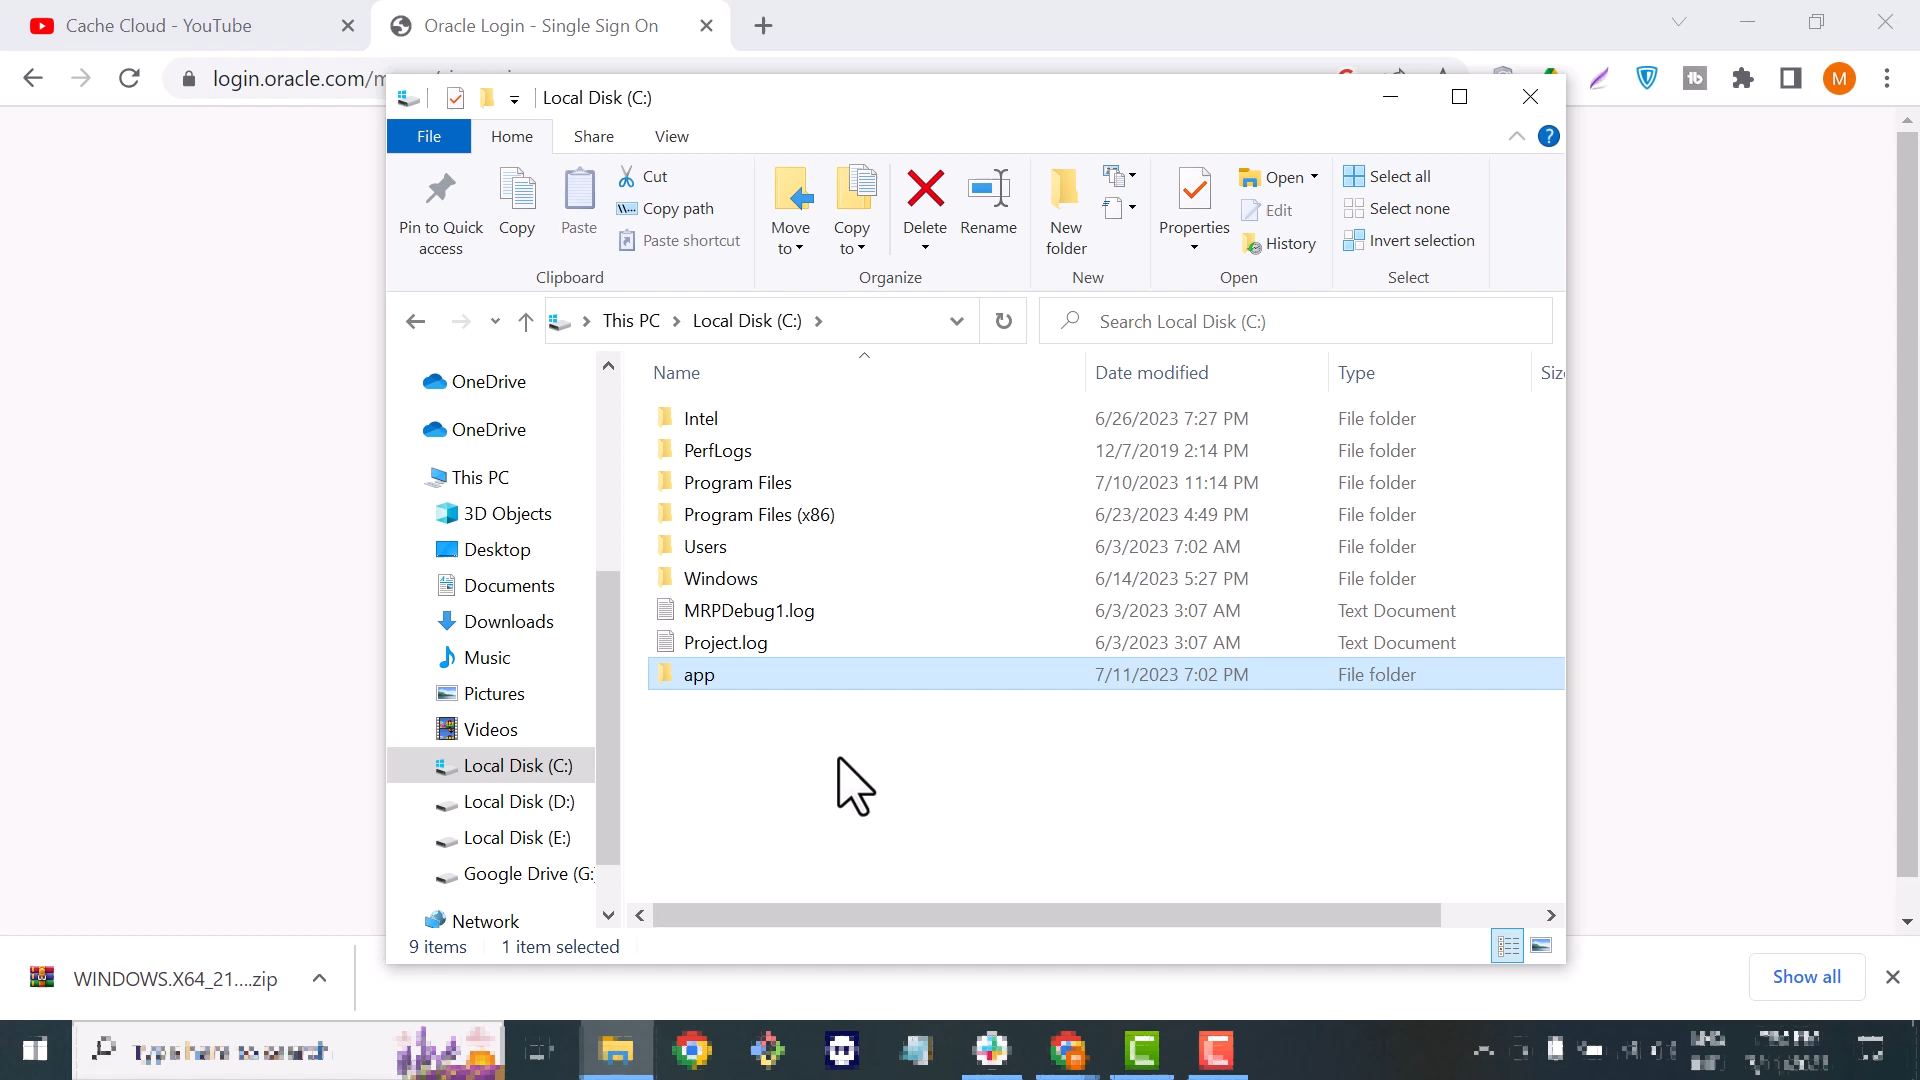 Cache Cloud - YouTube
Oracle Login - Single Sign On
login.oracle.com/m
Local Disk (C:)
File
Home
Share
View
Pin to Quick access
Copy
Paste
Cut
Copy path
Paste shortcut
Clipboard
Move to
Copy to
Delete
Rename
Organize
New folder
New
Properties
Open
Edit
History
Open
Select all
Select none
Invert selection
Select
This PC
Local Disk (C:)
Search Local Disk (C:)
OneDrive
OneDrive
This PC
3D Objects
Desktop
Documents
Downloads
Music
Pictures
Videos
Local Disk (C:)
Local Disk (D:)
Local Disk (E:)
Google Drive (G:
Network
Name Date modified Type Siz
Intel 6/26/2023 7:27 PM File folder
PerfLogs 12/7/2019 2:14 PM File folder
Program Files 7/10/2023 11:14 PM File folder
Program Files (x86) 6/23/2023 4:49 PM File folder
Users 6/3/2023 7:02 AM File folder
Windows 6/14/2023 5:27 PM File folder
MRPDebug1.log 6/3/2023 3:07 AM Text Document
Project.log 6/3/2023 3:07 AM Text Document
app 7/11/2023 7:02 PM File folder
9 items 1 item selected
WINDOWS.X64_21....zip
Show all
Type here to search